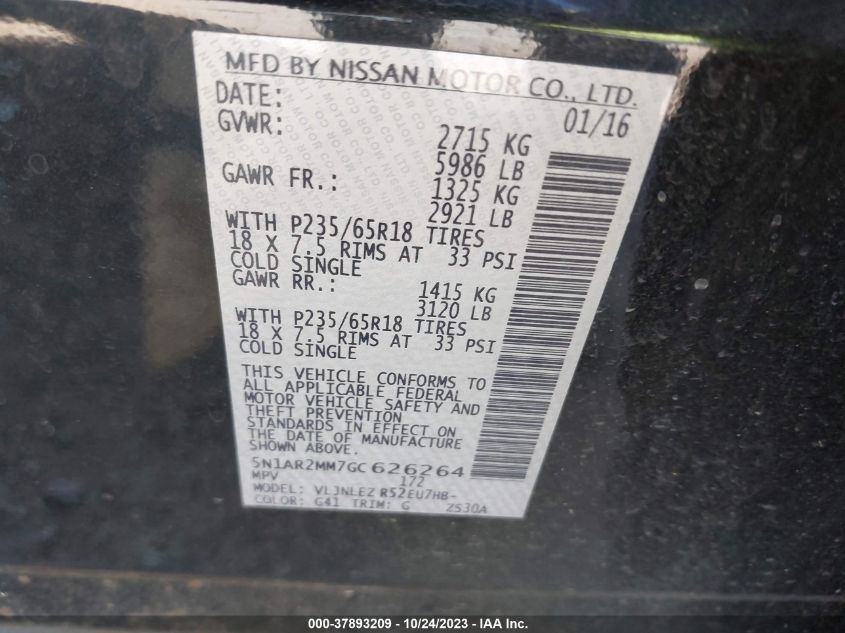 MFD BY NISSAN MOTOR CO., LTD.
DATE: 01/16
GVWR: 2715 KG
5986 LB
GAWR FR.: 1325 KG
2921 LB
WITH P235/65R18 TIRES
18 X 7.5 RIMS AT 33 PSI
COLD SINGLE
GAWR RR.: 1415 KG
3120 LB
WITH P235/65R18 TIRES
18 X 7.5 RIMS AT 33 PSI
COLD SINGLE
THIS VEHICLE CONFORMS TO
ALL APPLICABLE FEDERAL
MOTOR VEHICLE SAFETY AND
THEFT PREVENTION
STANDARDS IN EFFECT ON
THE DATE OF MANUFACTURE
SHOWN ABOVE.
5N1AR2MM7GC626264
MPV 172
MODEL: VLJNLEZ R52EU7HB-
COLOR: G41 TRIM: G 2S30A
000-37893209 - 10/24/2023 - IAA Inc.